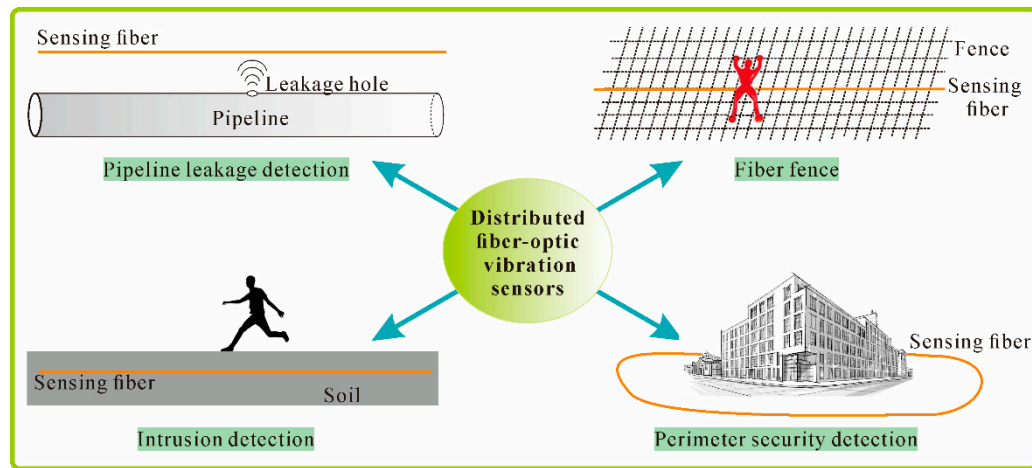 Sensing fiber
Leakage hole
Pipeline
Pipeline leakage detection
Fence
Sensing
fiber
Fiber fence
Distributed
fiber-optic
vibration
sensors
Sensing fiber
Soil
Intrusion detection
Sensing fiber
Perimeter security detection